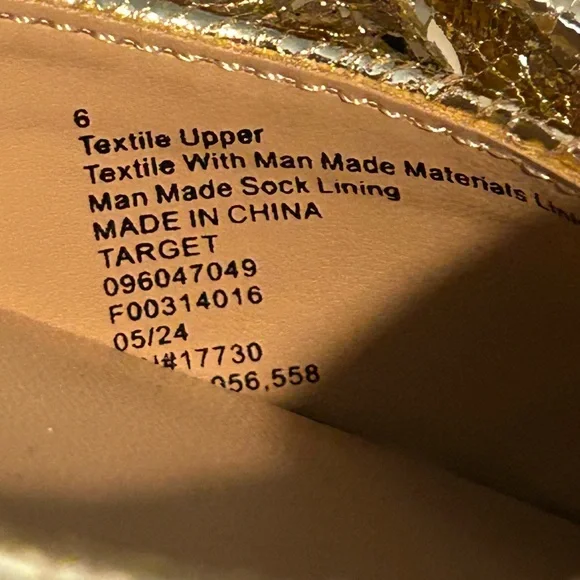 6
Textile Upper
Textile With Man Made Materials
Man Made Sock Lining
MADE IN CHINA
TARGET
096047049
F00314016
05/24
#17730
056,558